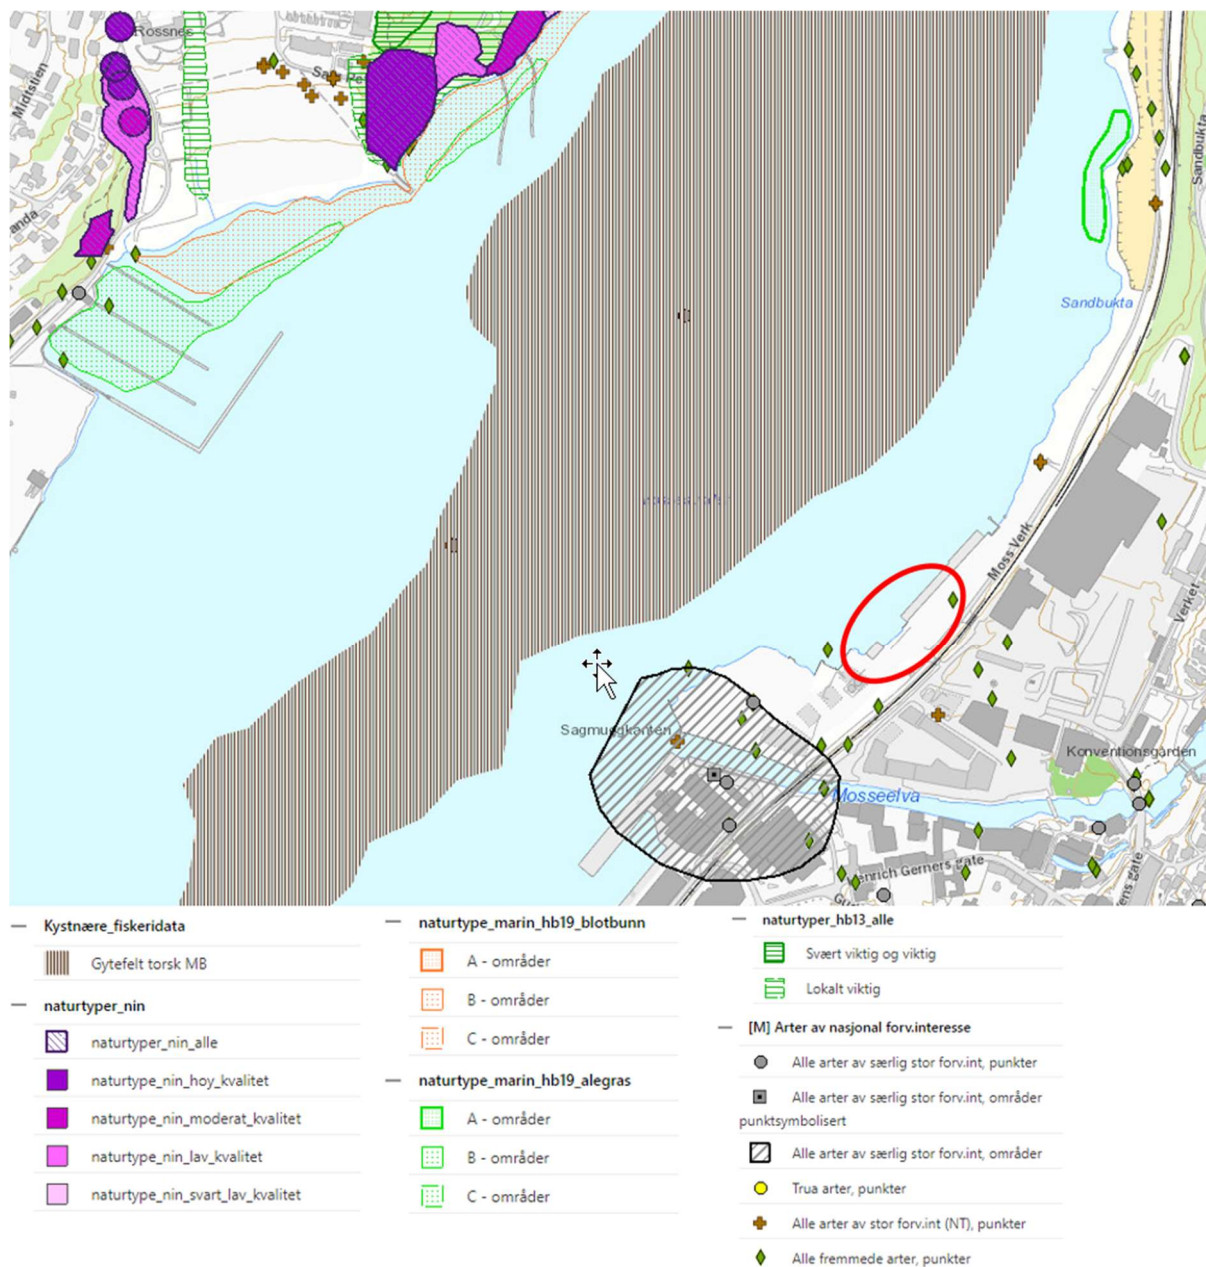 Rossnes
Midtstien
Sandbukta
Sandbukta
Moss Verk
Verket
Sagmuggkanten
Konventionsgården
Mosseelva
Henrich Gerners gate
Kystnære_fiskeridata
Gytefelt torsk MB
naturtyper_nin
naturtyper_nin_alle
naturtype_nin_hoy_kvalitet
naturtype_nin_moderat_kvalitet
naturtype_nin_lav_kvalitet
naturtype_nin_svart_lav_kvalitet
naturtype_marin_hb19_blotbunn
A - områder
B - områder
C - områder
naturtype_marin_hb19_alegras
A - områder
B - områder
C - områder
naturtyper_hb13_alle
Svært viktig og viktig
Lokalt viktig
[M] Arter av nasjonal forv.interesse
Alle arter av særlig stor forv.int, punkter
Alle arter av særlig stor forv.int, områder
punktsymbolisert
Alle arter av særlig stor forv.int, områder
Trua arter, punkter
Alle arter av stor forv.int (NT), punkter
Alle fremmede arter, punkter